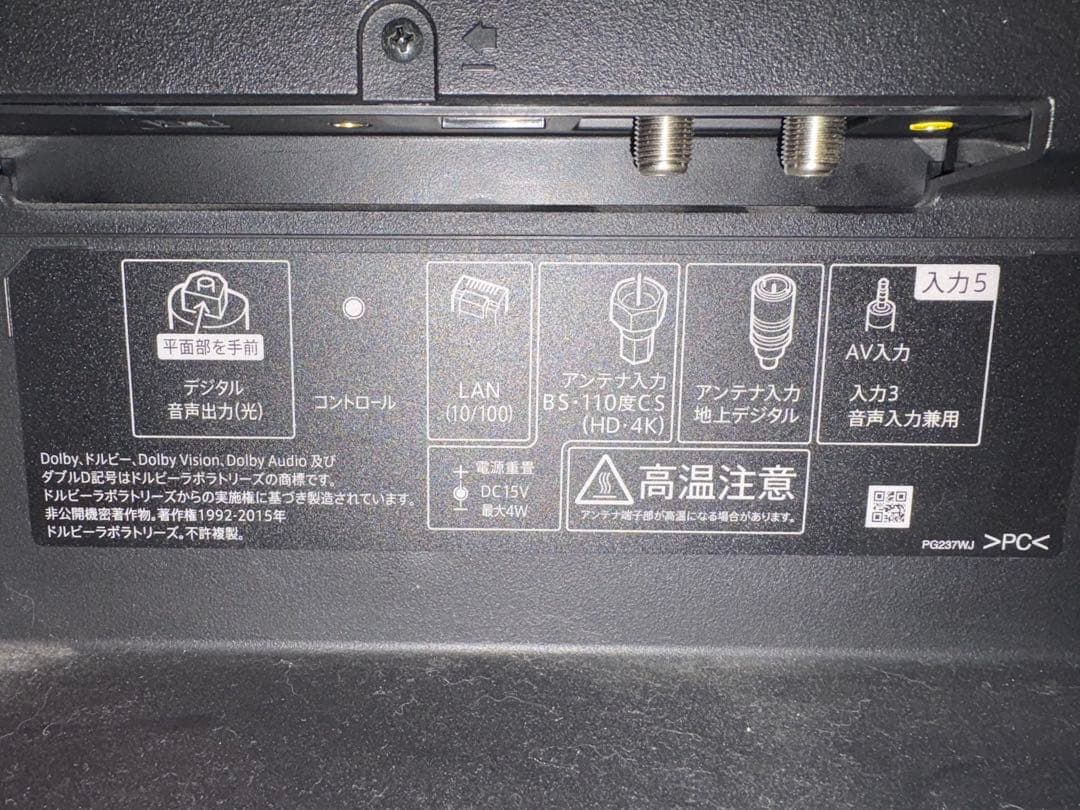 平面部を手前
デジタル
音声出力(光)
コントロール
LAN
(10/100)
アンテナ入力
BS・110度CS
(HD・4K)
アンテナ入力
地上デジタル
入力5
AV入力
入力3
音声入力兼用
Dolby、ドルビー、Dolby Vision、Dolby Audio 及び
ダブルD記号はドルビーラボラトリーズの商標です。
ドルビーラボラトリーズからの実施権に基づき製造されています。
非公開機密著作物。著作権1992-2015年
ドルビーラボラトリーズ。不許複製。
電源重畳
DC15V
最大4W
高温注意
アンテナ端子部が高温になる場合があります。
PG237WJ >PC<